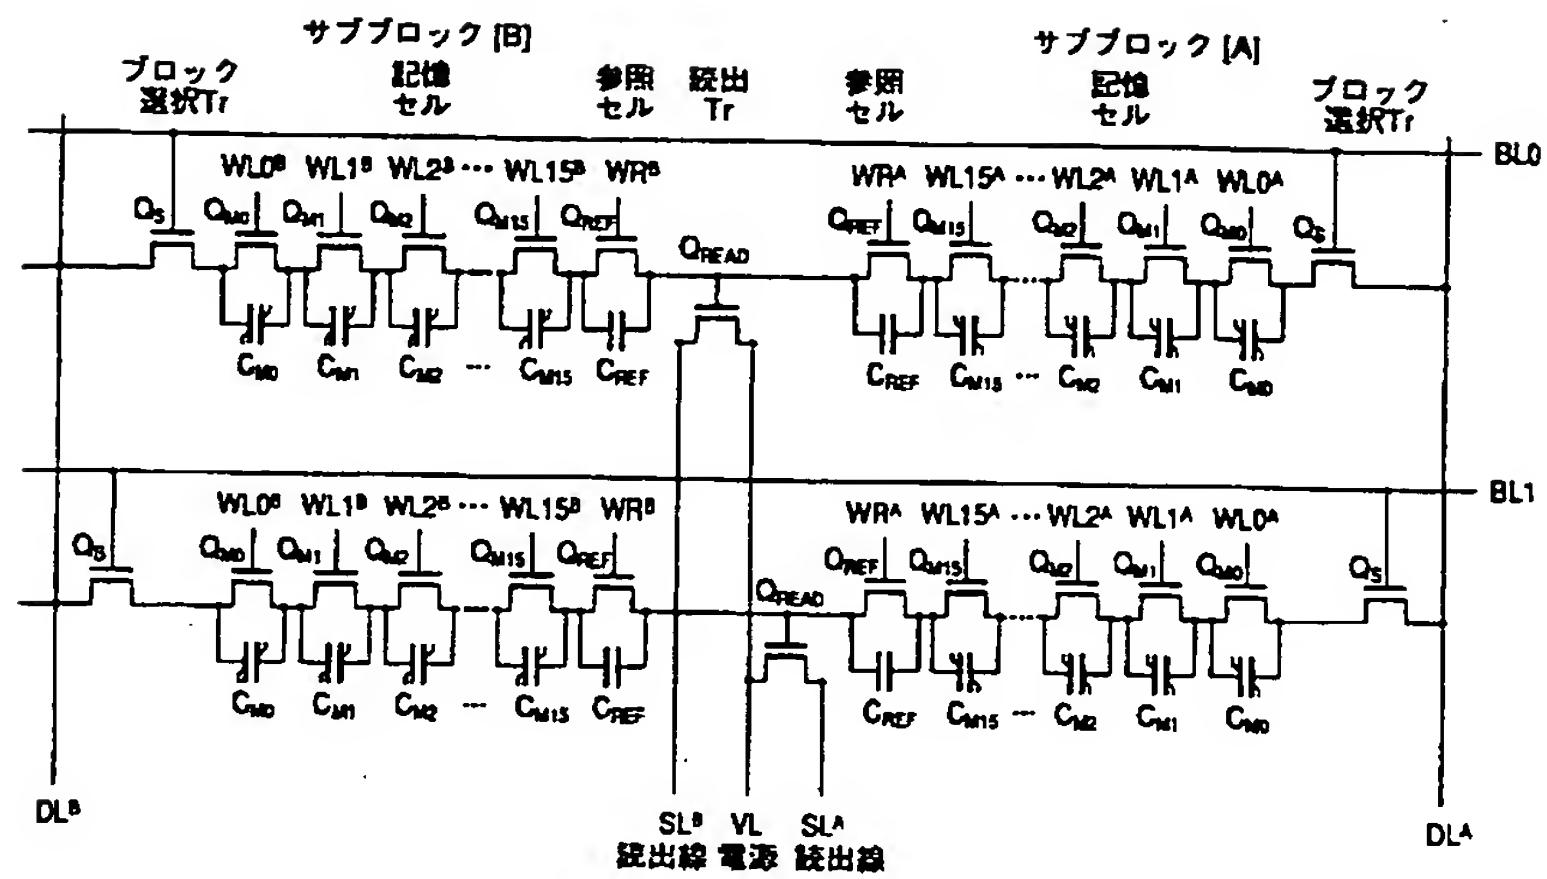 サブブロック [B]
サブブロック [A]
ブロック
選択Tr
記憶
セル
参照
セル
読出
Tr
参照
セル
記憶
セル
ブロック
選択Tr
BL0
WL0ᴮ WL1ᴮ WL2ᴮ ··· WL15ᴮ WRᴮ
WRᴬ WL15ᴬ ··· WL2ᴬ WL1ᴬ WL0ᴬ
QS QM0 QM1 QM2 QM15 QREF QREAD QREF QM15 QM2 QM1 QM0 QS
CM0 CM1 CM2 ··· CM15 CREF
CREF CM15 ··· CM2 CM1 CM0
BL1
WL0ᴮ WL1ᴮ WL2ᴮ ··· WL15ᴮ WRᴮ
WRᴬ WL15ᴬ ··· WL2ᴬ WL1ᴬ WL0ᴬ
QS QM0 QM1 QM2 QM15 QREF QREAD QREF QM15 QM2 QM1 QM0 QS
CM0 CM1 CM2 ··· CM15 CREF
CREF CM15 ··· CM2 CM1 CM0
DLᴮ
SLᴮ VL SLᴬ
DLᴬ
読出線 電源 読出線